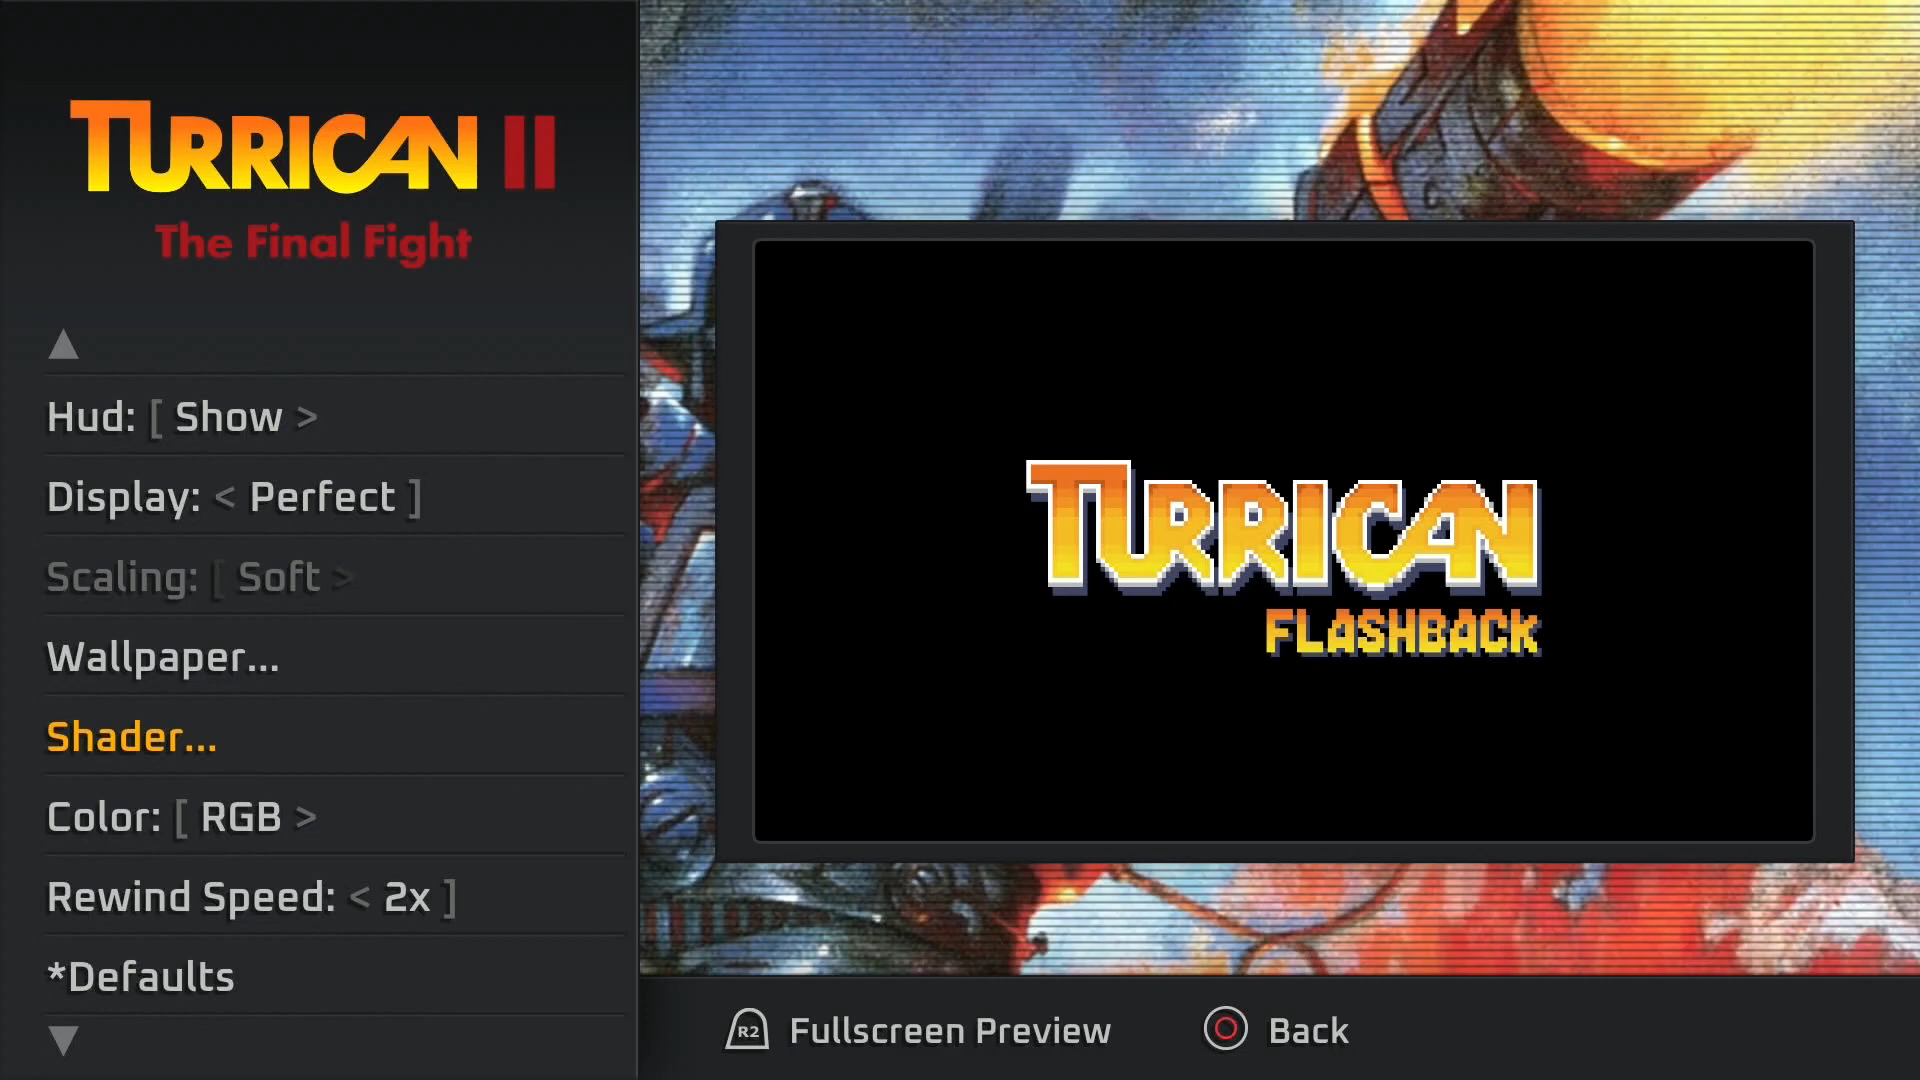 TURRICAN II
The Final Fight
Hud: [ Show >
Display: < Perfect ]
Scaling: [ Soft >
Wallpaper...
Shader...
Color: [ RGB >
Rewind Speed: < 2x ]
*Defaults
TURRICAN
FLASHBACK
R2 Fullscreen Preview
Back